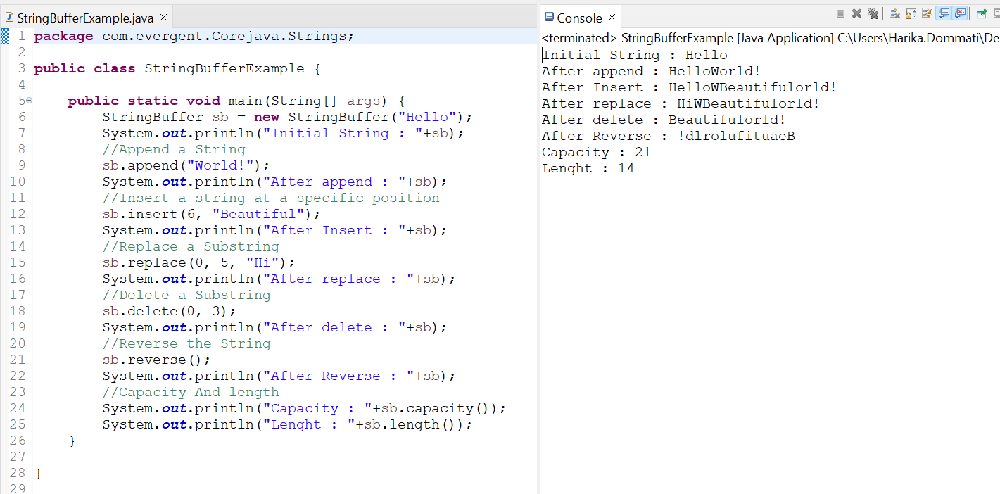 StringBufferExample.java
1 package com.evergent.Corejava.Strings;
2
3 public class StringBufferExample {
4
5 public static void main(String[] args) {
6 StringBuffer sb = new StringBuffer("Hello");
7 System.out.println("Initial String : "+sb);
8 //Append a String
9 sb.append("World!");
10 System.out.println("After append : "+sb);
11 //Insert a string at a specific position
12 sb.insert(6, "Beautiful");
13 System.out.println("After Insert : "+sb);
14 //Replace a Substring
15 sb.replace(0, 5, "Hi");
16 System.out.println("After replace : "+sb);
17 //Delete a Substring
18 sb.delete(0, 3);
19 System.out.println("After delete : "+sb);
20 //Reverse the String
21 sb.reverse();
22 System.out.println("After Reverse : "+sb);
23 //Capacity And length
24 System.out.println("Capacity : "+sb.capacity());
25 System.out.println("Lenght : "+sb.length());
26 }
27
28 }
29
Console
<terminated> StringBufferExample [Java Application] C:\Users\Harika.Dommati\De
Initial String : Hello
After append : HelloWorld!
After Insert : HelloWBeautifulorld!
After replace : HiWBeautifulorld!
After delete : Beautifulorld!
After Reverse : !dlrolufituaeB
Capacity : 21
Lenght : 14